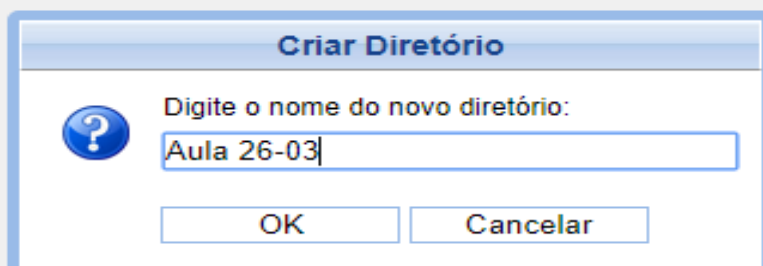 Criar Diretório
Digite o nome do novo diretório:
Aula 26-03
OK
Cancelar